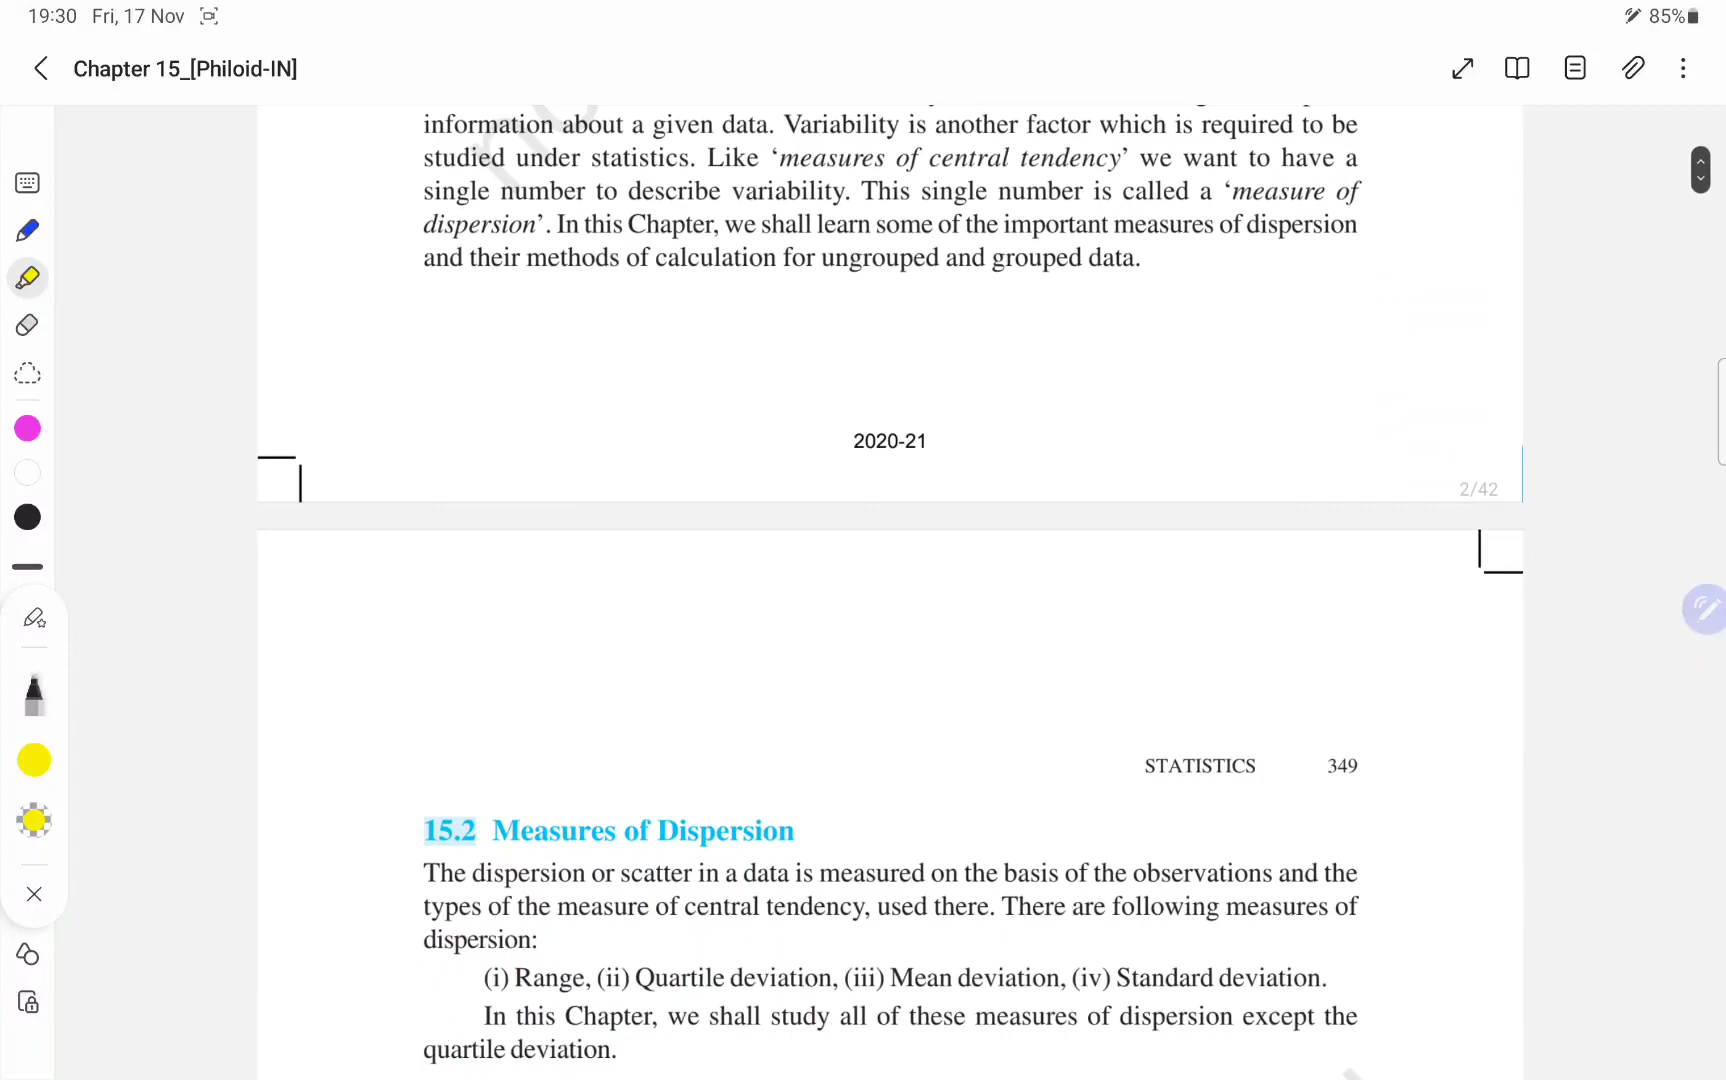 19:30 Fri, 17 Nov
85%
Chapter 15_[Philoid-IN]
information about a given data. Variability is another factor which is required to be
studied under statistics. Like ‘measures of central tendency’ we want to have a
single number to describe variability. This single number is called a ‘measure of
dispersion’. In this Chapter, we shall learn some of the important measures of dispersion
and their methods of calculation for ungrouped and grouped data.
2020-21
2/42
STATISTICS 349
15.2 Measures of Dispersion
The dispersion or scatter in a data is measured on the basis of the observations and the
types of the measure of central tendency, used there. There are following measures of
dispersion:
(i) Range, (ii) Quartile deviation, (iii) Mean deviation, (iv) Standard deviation.
In this Chapter, we shall study all of these measures of dispersion except the
quartile deviation.